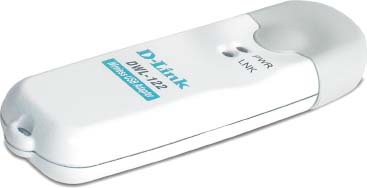 D-Link
DWL-122
Wireless USB Adapter
PWR
LNK